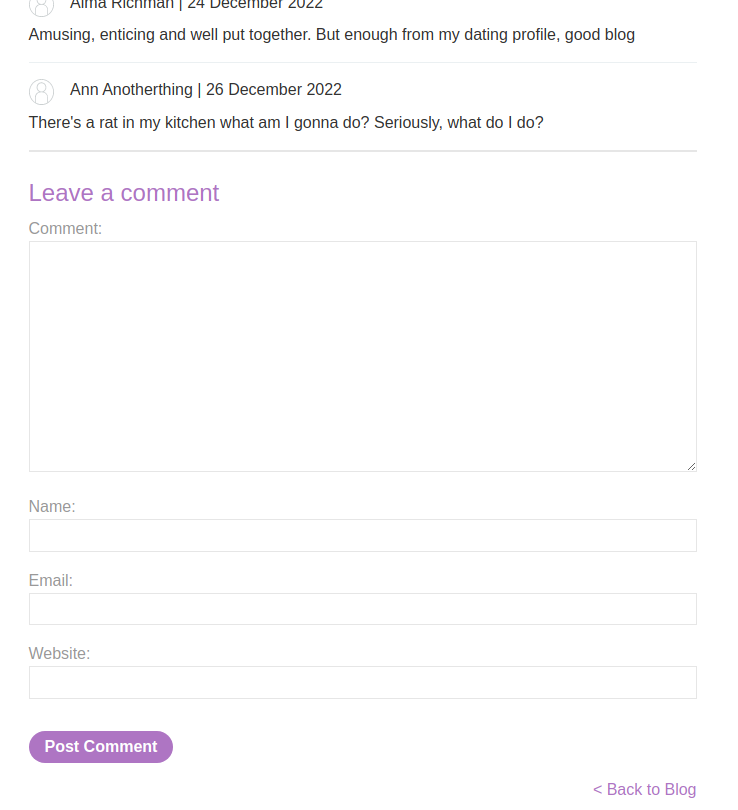 Alma Richman | 24 December 2022
Amusing, enticing and well put together. But enough from my dating profile, good blog
Ann Anotherthing | 26 December 2022
There's a rat in my kitchen what am I gonna do? Seriously, what do I do?
Leave a comment
Comment:
Name:
Email:
Website:
Post Comment
< Back to Blog